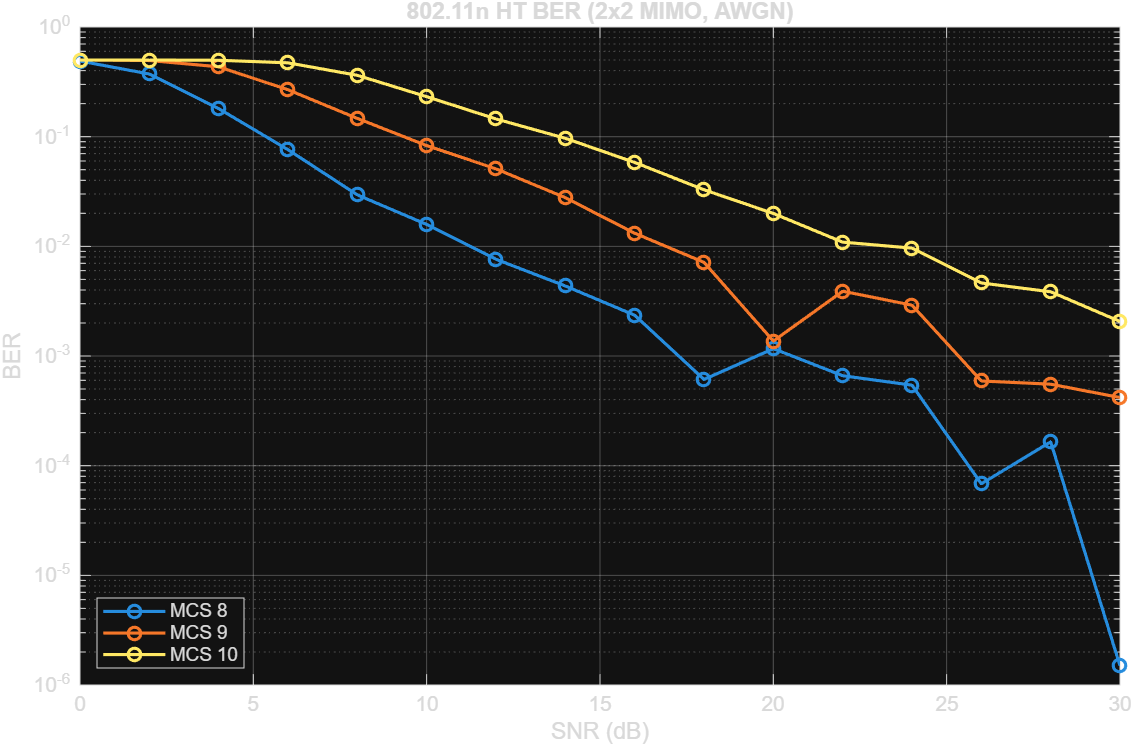 802.11n HT BER (2x2 MIMO, AWGN)
10^0
10^-1
10^-2
10^-3
10^-4
10^-5
10^-6
BER
MCS 8
MCS 9
MCS 10
0 5 10 15 20 25 30
SNR (dB)